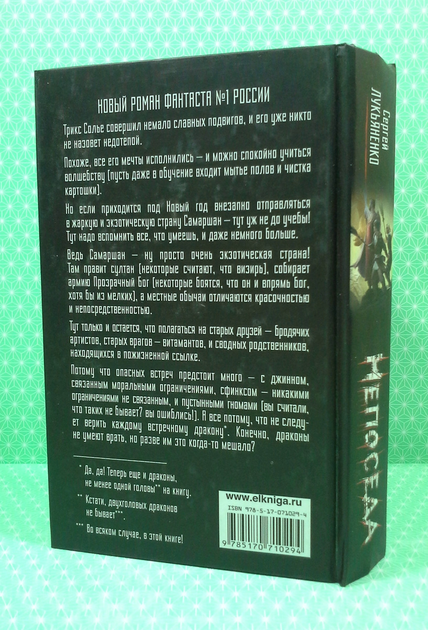 НОВЫЙ РОМАН ФАНТАСТА №1 РОССИИ
Трикс Солье совершил немало славных подвигов, и его уже никто
не назовет недотепой.
Похоже, все его мечты исполнились – и можно спокойно учиться
волшебству (пусть даже в обучение входит мытье полов и чистка
картошки).
Но если приходится под Новый год внезапно отправляться
в жаркую и экзотическую страну Самаршан – тут уж не до учебы!
Тут надо вспомнить все, что умеешь, и даже немного больше.
Ведь Самаршан – ну просто очень экзотическая страна!
Там правит султан (некоторые считают, что визирь), собирает
армию Прозрачный Бог (некоторые боятся, что он и впрямь бог,
хотя бы из мелких), а местные обычаи отличаются красочностью
и непосредственностью.
Тут только и остается, что полагаться на старых друзей – бродячих
артистов, старых врагов – витамантов, и сводных родственников,
находящихся в пожизненной ссылке.
Потому что опасных встреч предстоит много – с джинном,
связанным моральными ограничениями, сфинксом – никакими
ограничениями не связанным, и пустынными гномами (вы считали,
что таких не бывает? вы ошиблись!). А все потому, что не следу-
ет верить каждому встречному дракону*. Конечно, драконы
не умеют врать, но разве им это когда-то мешало?
* Да, да! Теперь еще и драконы,
не менее одной головы** на книгу.
** Кстати, двухголовых драконов
не бывает***.
*** Во всяком случае, в этой книге!
www.elkniga.ru
ISBN 978-5-17-071029-4
9 785170 710294
Сергей
ЛУКЬЯНЕНКО
НЕПОСЕДА